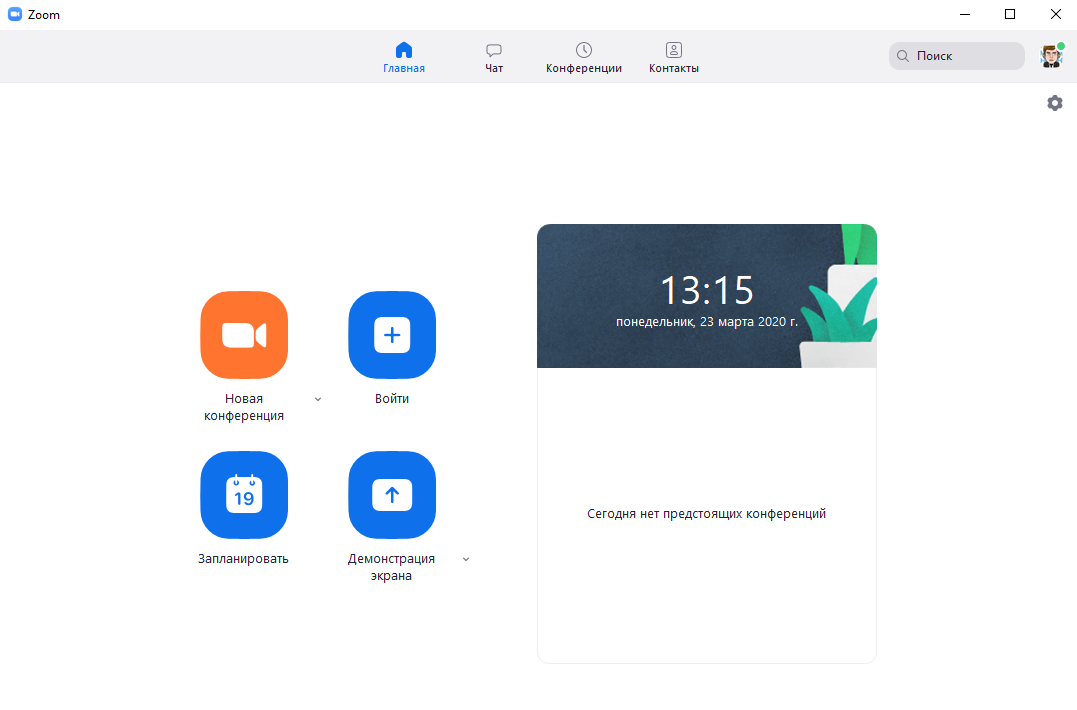 Zoom
Главная
Чат
Конференции
Контакты
Поиск
13:15
понедельник, 23 марта 2020 г.
Новая
конференция
Войти
19
Запланировать
Демонстрация
экрана
Сегодня нет предстоящих конференций